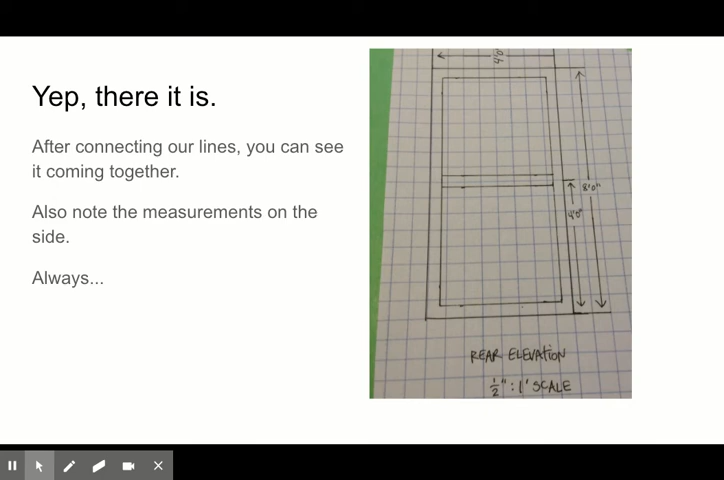 Yep, there it is.
After connecting our lines, you can see
it coming together.
Also note the measurements on the
side.
Always...
4'0"
8'0"
4'0"
REAR ELEVATION
1/2" : 1' SCALE